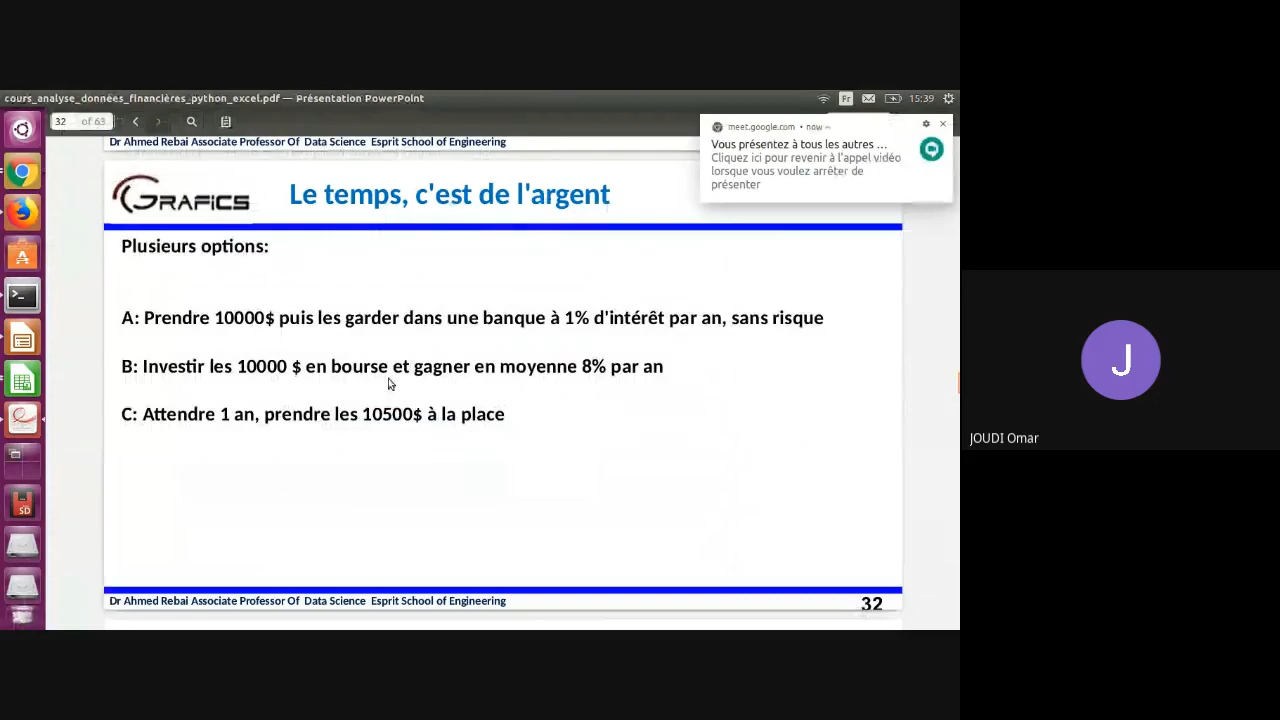 cours_analyse_données_financières_python_excel.pdf — Présentation PowerPoint
Fr
15:39
32 of 63
meet.google.com • now
Vous présentez à tous les autres ...
Cliquez ici pour revenir à l'appel vidéo
lorsque vous voulez arrêter de
présenter
Dr Ahmed Rebai Associate Professor Of Data Science Esprit School of Engineering
GRAFICS
Le temps, c'est de l'argent
Plusieurs options:
A: Prendre 10000$ puis les garder dans une banque à 1% d'intérêt par an, sans risque
B: Investir les 10000 $ en bourse et gagner en moyenne 8% par an
C: Attendre 1 an, prendre les 10500$ à la place
Dr Ahmed Rebai Associate Professor Of Data Science Esprit School of Engineering
32
SD
J
JOUDI Omar